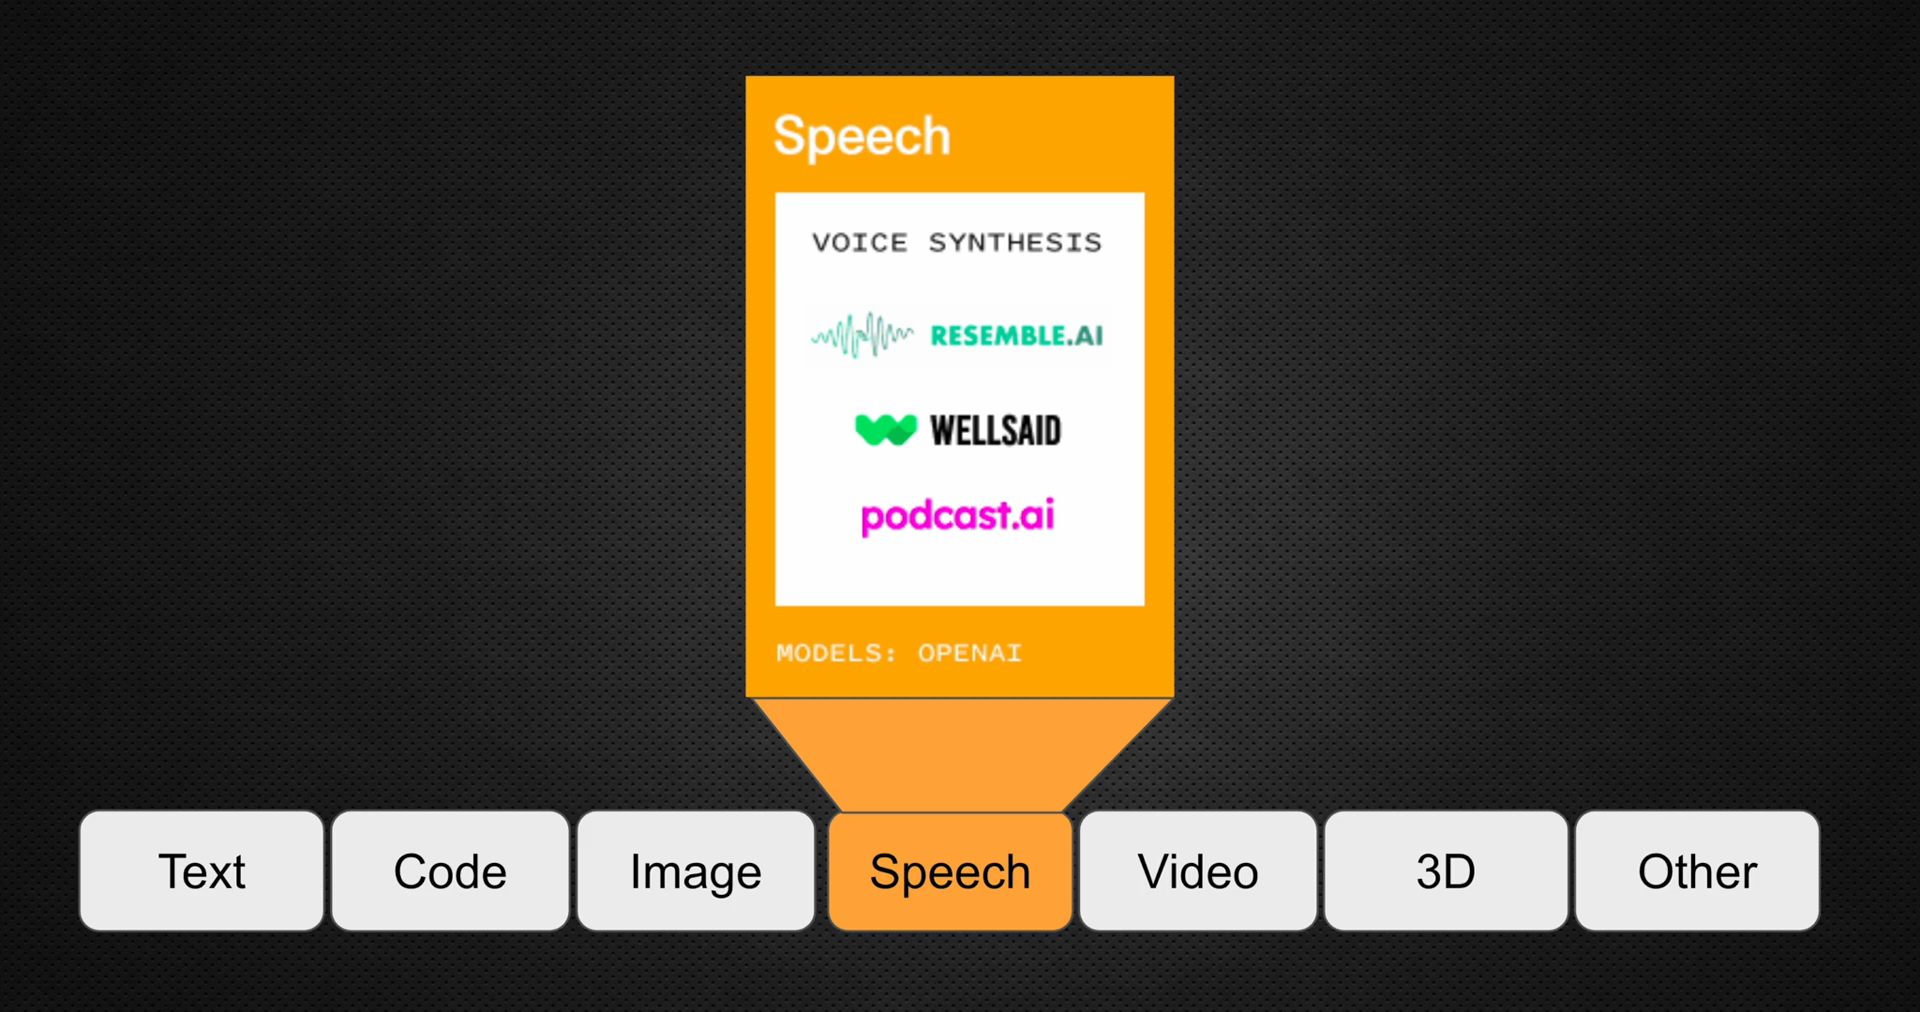 Speech
VOICE SYNTHESIS
RESEMBLE.AI
WELLSAID
podcast.ai
MODELS: OPENAI
Text
Code
Image
Speech
Video
3D
Other